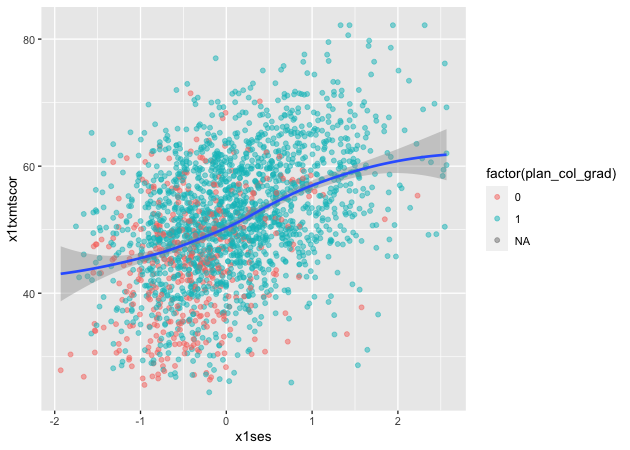 80
60
40
x1txmtscor
-2
-1
0
1
2
x1ses
factor(plan_col_grad)
0
1
NA